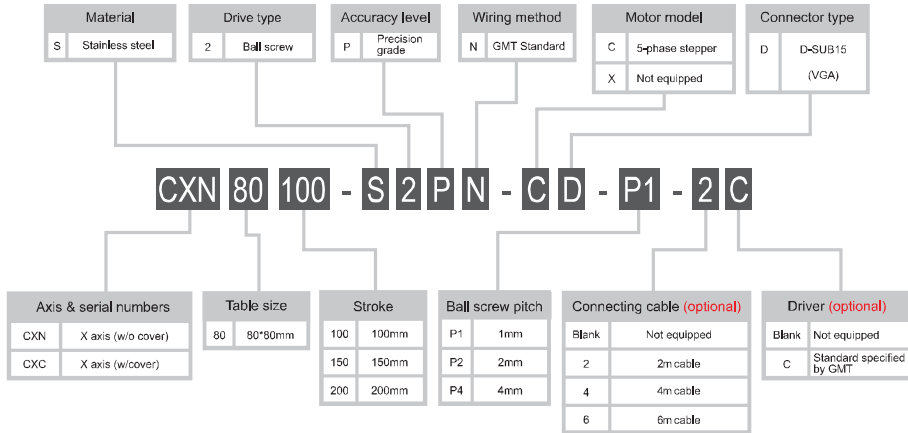 Material
S Stainless steel
Drive type
2 Ball screw
Accuracy level
P Precision
grade
Wiring method
N GMT Standard
Motor model
C 5-phase stepper
X Not equipped
Connector type
D D-SUB15
(VGA)
CXN 80 100 - S 2 P N - C D - P1 - 2 C
Axis & serial numbers
CXN X axis (w/o cover)
CXC X axis (w/cover)
Table size
80 80*80mm
Stroke
100 100mm
150 150mm
200 200mm
Ball screw pitch
P1 1mm
P2 2mm
P4 4mm
Connecting cable (optional)
Blank Not equipped
2 2m cable
4 4m cable
6 6m cable
Driver (optional)
Blank Not equipped
C Standard specified
by GMT